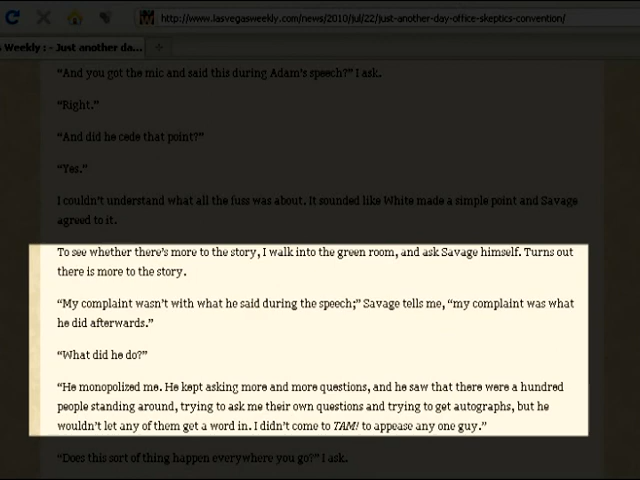 http://www.lasvegasweekly.com/news/2010/jul/22/just-another-day-office-skeptics-convention/
s Weekly : - Just another da...
“And you got the mic and said this during Adam’s speech?” I ask.
“Right.”
“And did he cede that point?”
“Yes.”
I couldn’t understand what all the fuss was about. It sounded like White made a simple point and Savage
agreed to it.
To see whether there’s more to the story, I walk into the green room, and ask Savage himself. Turns out
there is more to the story.
“My complaint wasn’t with what he said during the speech;” Savage tells me, “my complaint was what
he did afterwards.”
“What did he do?”
“He monopolized me. He kept asking more and more questions, and he saw that there were a hundred
people standing around, trying to ask me their own questions and trying to get autographs, but he
wouldn’t let any of them get a word in. I didn’t come to TAM! to appease any one guy.”
“Does this sort of thing happen everywhere you go?” I ask.